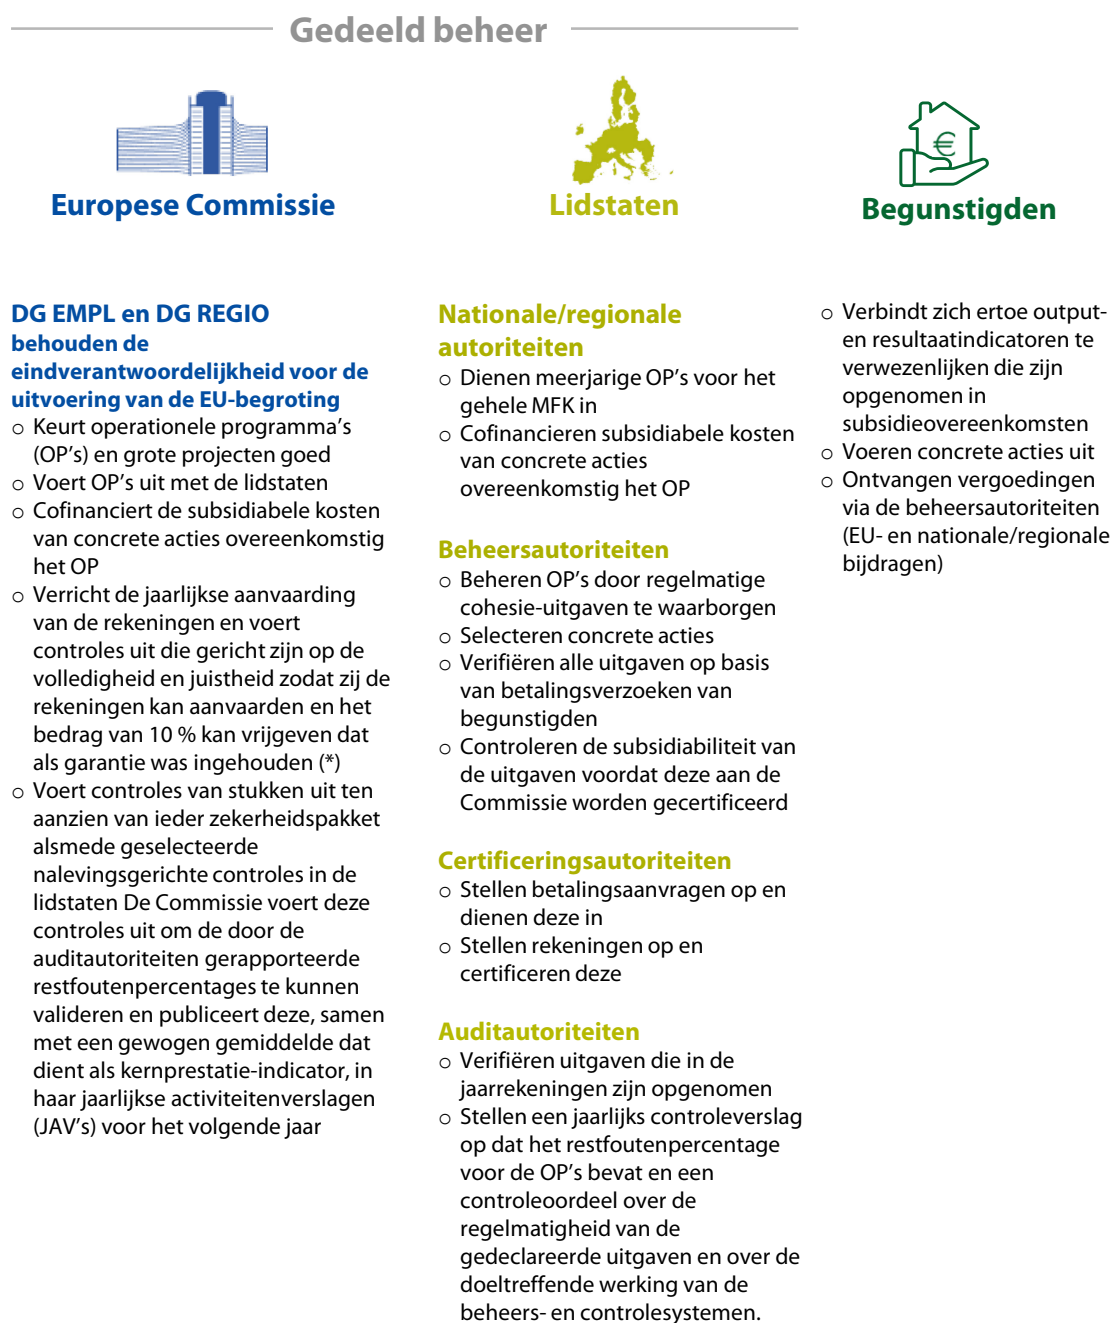 Gedeeld beheer
Europese Commissie
DG EMPL en DG REGIO
behouden de
eindverantwoordelijkheid voor de
uitvoering van de EU-begroting
o Keurt operationele programma's
(OP's) en grote projecten goed
o Voert OP's uit met de lidstaten
o Cofinanciert de subsidiabele kosten
van concrete acties overeenkomstig
het OP
o Verricht de jaarlijkse aanvaarding
van de rekeningen en voert
controles uit die gericht zijn op de
volledigheid en juistheid zodat zij de
rekeningen kan aanvaarden en het
bedrag van 10 % kan vrijgeven dat
als garantie was ingehouden (*)
o Voert controles van stukken uit ten
aanzien van ieder zekerheidspakket
alsmede geselecteerde
nalevingsgerichte controles in de
lidstaten De Commissie voert deze
controles uit om de door de
auditautoriteiten gerapporteerde
restfoutenpercentages te kunnen
valideren en publiceert deze, samen
met een gewogen gemiddelde dat
dient als kernprestatie-indicator, in
haar jaarlijkse activiteitenverslagen
(JAV's) voor het volgende jaar
Lidstaten
Nationale/regionale
autoriteiten
o Dienen meerjarige OP's voor het
gehele MFK in
o Cofinancieren subsidiabele kosten
van concrete acties
overeenkomstig het OP
Beheersautoriteiten
o Beheren OP's door regelmatige
cohesie-uitgaven te waarborgen
o Selecteren concrete acties
o Verifiëren alle uitgaven op basis
van betalingsverzoeken van
begunstigden
o Controleren de subsidiabiliteit van
de uitgaven voordat deze aan de
Commissie worden gecertificeerd
Certificeringsautoriteiten
o Stellen betalingsaanvragen op en
dienen deze in
o Stellen rekeningen op en
certificeren deze
Auditautoriteiten
o Verifiëren uitgaven die in de
jaarrekeningen zijn opgenomen
o Stellen een jaarlijks controleverslag
op dat het restfoutenpercentage
voor de OP's bevat en een
controleoordeel over de
regelmatigheid van de
gedeclareerde uitgaven en over de
doeltreffende werking van de
beheers- en controlesystemen.
€
Begunstigden
o Verbindt zich ertoe output-
en resultaatindicatoren te
verwezenlijken die zijn
opgenomen in
subsidieovereenkomsten
o Voeren concrete acties uit
o Ontvangen vergoedingen
via de beheersautoriteiten
(EU- en nationale/regionale
bijdragen)